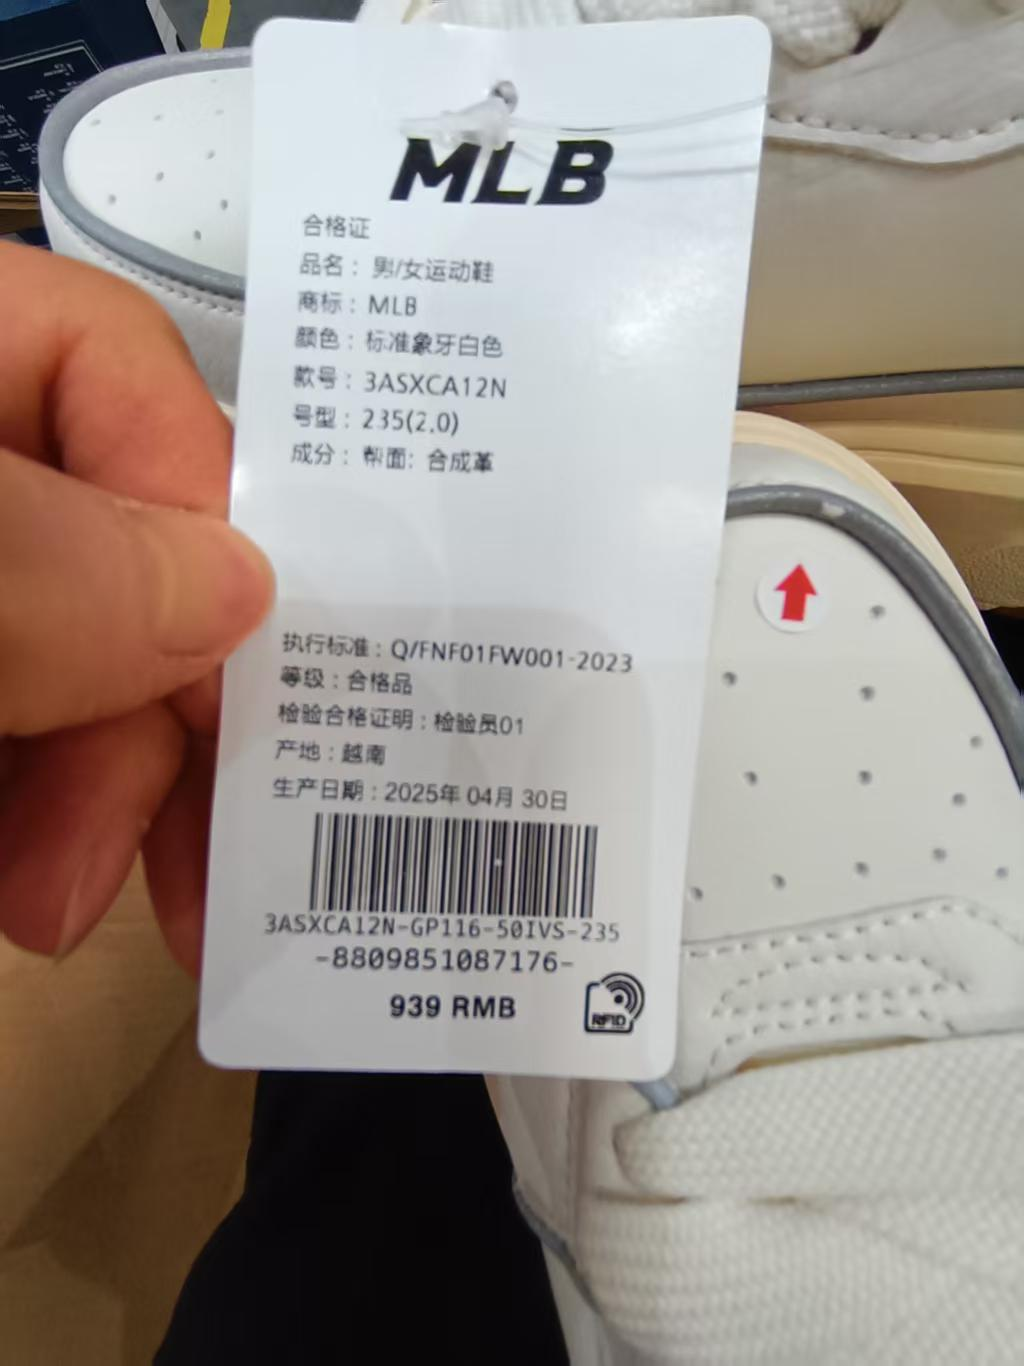 MLB
合格证
品名：男/女运动鞋
商标：MLB
颜色：标准象牙白色
款号：3ASXCA12N
号型：235(2.0)
成分：帮面: 合成革
执行标准：Q/FNF01FW001-2023
等级：合格品
检验合格证明：检验员01
产地：越南
生产日期：2025年 04月 30日
3ASXCA12N-GP116-50IVS-235
-8809851087176-
939 RMB
RFID